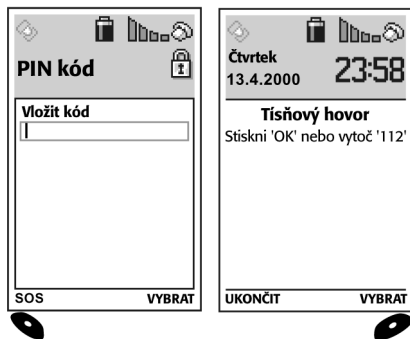 PIN kód
Vložit kód
SOS VYBRAT
Čtvrtek
13.4.2000 23:58
Tísňový hovor
Stiskni 'OK' nebo vytoč '112'
UKONČIT VYBRAT